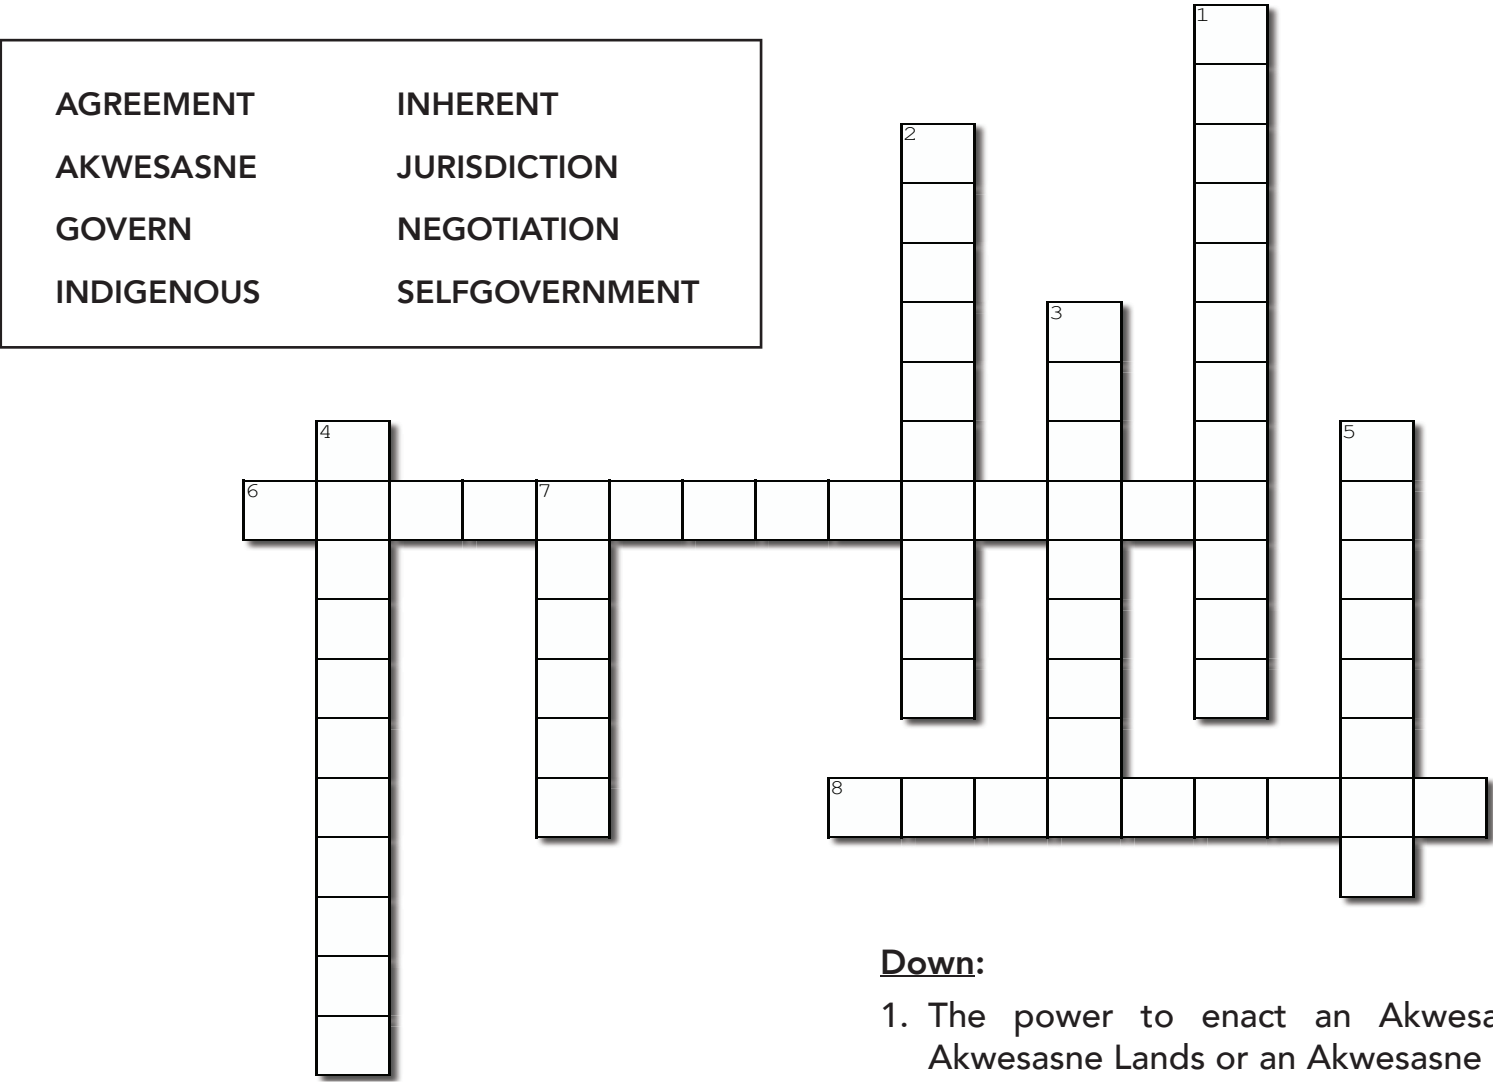 1
AGREEMENT INHERENT
2
AKWESASNE JURISDICTION
GOVERN NEGOTIATION
INDIGENOUS SELFGOVERNMENT
3
4
5
6
7
8
Down:
1. The power to enact an
Akwesasne Lands or an Akwesasne